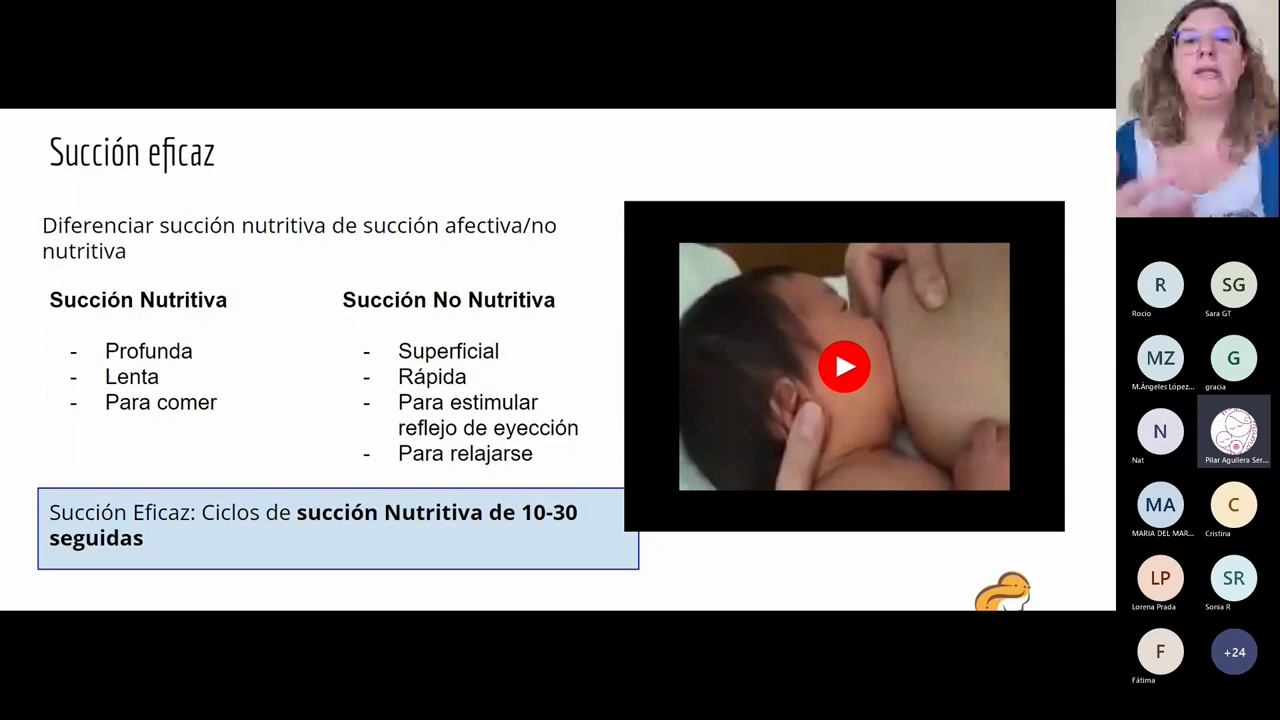 Succión eficaz
Diferenciar succión nutritiva de succión afectiva/no
nutritiva
Succión Nutritiva
- Profunda
- Lenta
- Para comer
Succión No Nutritiva
- Superficial
- Rápida
- Para estimular
reflejo de eyección
- Para relajarse
Succión Eficaz: Ciclos de succión Nutritiva de 10-30
seguidas
R
Rocio
SG
Sara GT
MZ
M.Ángeles López...
G
gracia
N
Nat
Pilar Aguilera Ser...
MA
MARIA DEL MAR...
C
Cristina
LP
Lorena Prada
SR
Sonia R
F
Fátima
+24